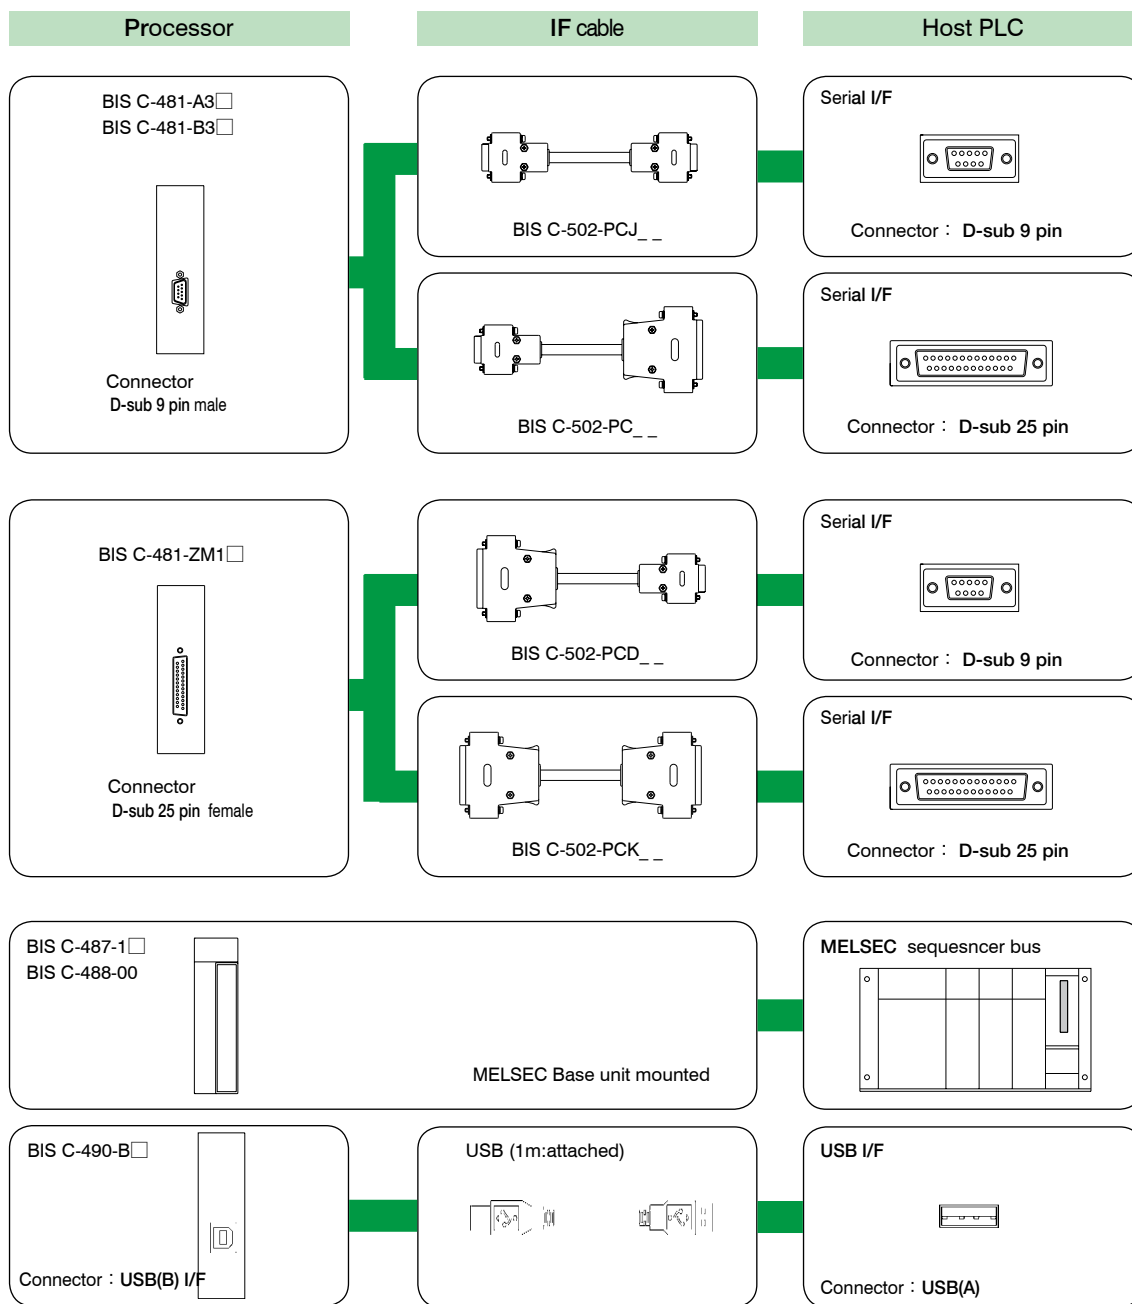 Processor
IF cable
Host PLC
BIS C-481-A3□
BIS C-481-B3□
Connector
D-sub 9 pin male
BIS C-502-PCJ_ _
Serial I/F
Connector： D-sub 9 pin
BIS C-502-PC_ _
Serial I/F
Connector： D-sub 25 pin
BIS C-481-ZM1□
Connector
D-sub 25 pin female
BIS C-502-PCD_ _
Serial I/F
Connector： D-sub 9 pin
BIS C-502-PCK_ _
Serial I/F
Connector： D-sub 25 pin
BIS C-487-1□
BIS C-488-00
MELSEC Base unit mounted
MELSEC sequesncer bus
BIS C-490-B□
Connector：USB(B) I/F
USB (1m:attached)
USB I/F
Connector：USB(A)